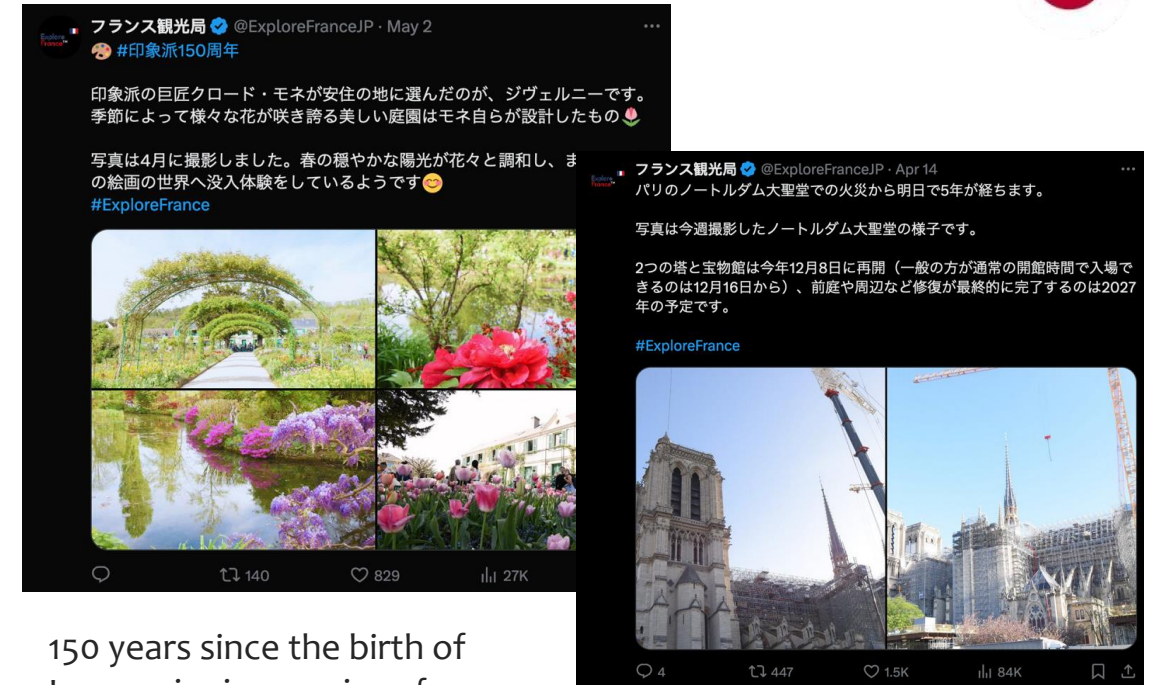 フランス観光局 @ExploreFranceJP · May 2
#印象派150周年
印象派の巨匠クロード・モネが安住の地に選んだのが、ジヴェルニーです。
季節によって様々な花が咲き誇る美しい庭園はモネ自らが設計したもの
写真は4月に撮影しました。春の穏やかな陽光が花々と調和し、ま
の絵画の世界へ没入体験をしているようです
#ExploreFrance
140 829 27K
フランス観光局 @ExploreFranceJP · Apr 14
パリのノートルダム大聖堂での火災から明日で5年が経ちます。
写真は今週撮影したノートルダム大聖堂の様子です。
2つの塔と宝物館は今年12月8日に再開（一般の方が通常の開館時間で入場で
きるのは12月16日から）、前庭や周辺など修復が最終的に完了するのは2027
年の予定です。
#ExploreFrance
4 447 1.5K 84K
150 years since the birth of